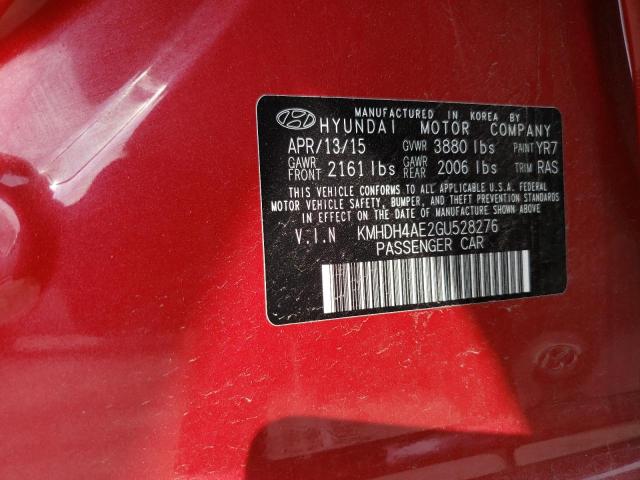 MANUFACTURED IN KOREA BY
HYUNDAI MOTOR COMPANY
APR/13/15 GVWR 3880 lbs PAINT YR7
GAWR FRONT 2161 lbs GAWR REAR 2006 lbs TRIM RAS
THIS VEHICLE CONFORMS TO ALL APPLICABLE U.S.A. FEDERAL
MOTOR VEHICLE SAFETY, BUMPER, AND THEFT PREVENTION STANDARDS
IN EFFECT ON THE DATE OF MANUFACTURE SHOWN ABOVE.
V.I.N KMHDH4AE2GU528276
PASSENGER CAR